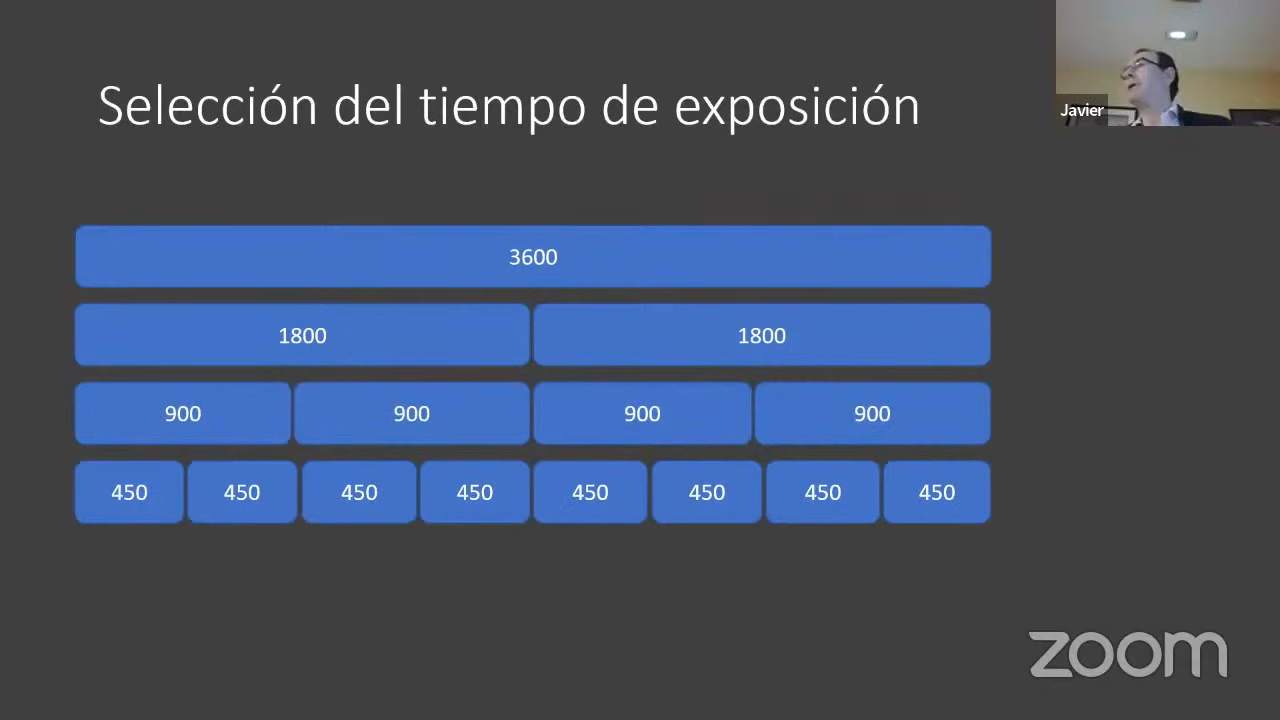 Selección del tiempo de exposición
Javier
3600
1800 1800
900 900 900 900
450 450 450 450 450 450 450 450
zoom